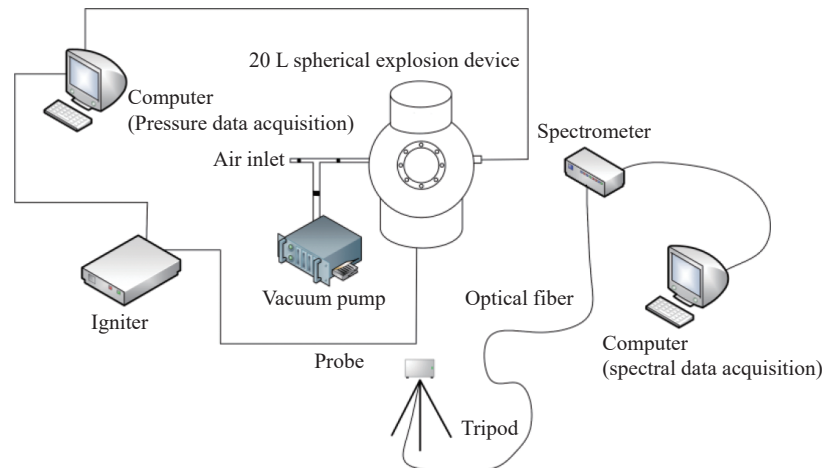 20 L spherical explosion device
Computer
(Pressure data acquisition)
Spectrometer
Air inlet
Vacuum pump
Optical fiber
Igniter
Computer
(spectral data acquisition)
Probe
Tripod